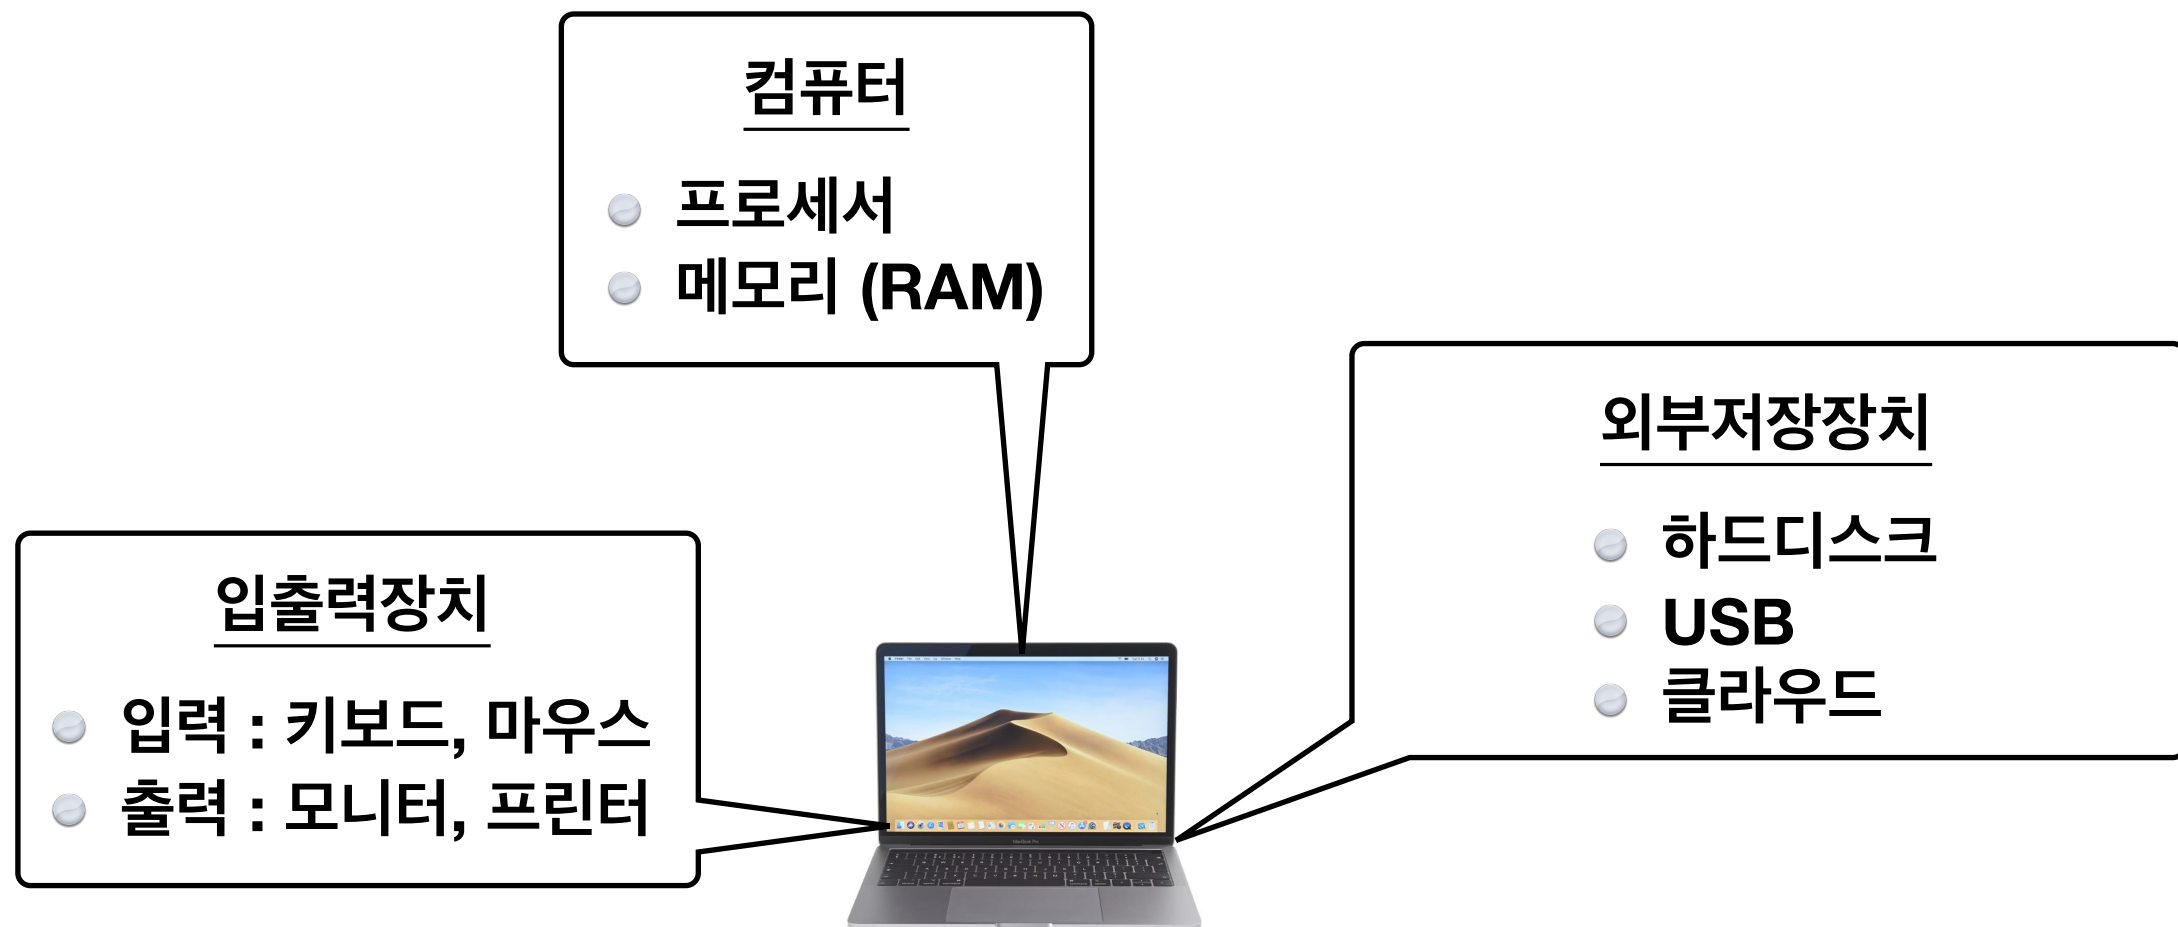 컴퓨터
프로세서
메모리 (RAM)
외부저장장치
하드디스크
USB
클라우드
입출력장치
입력 : 키보드, 마우스
출력 : 모니터, 프린터
MacBook Pro